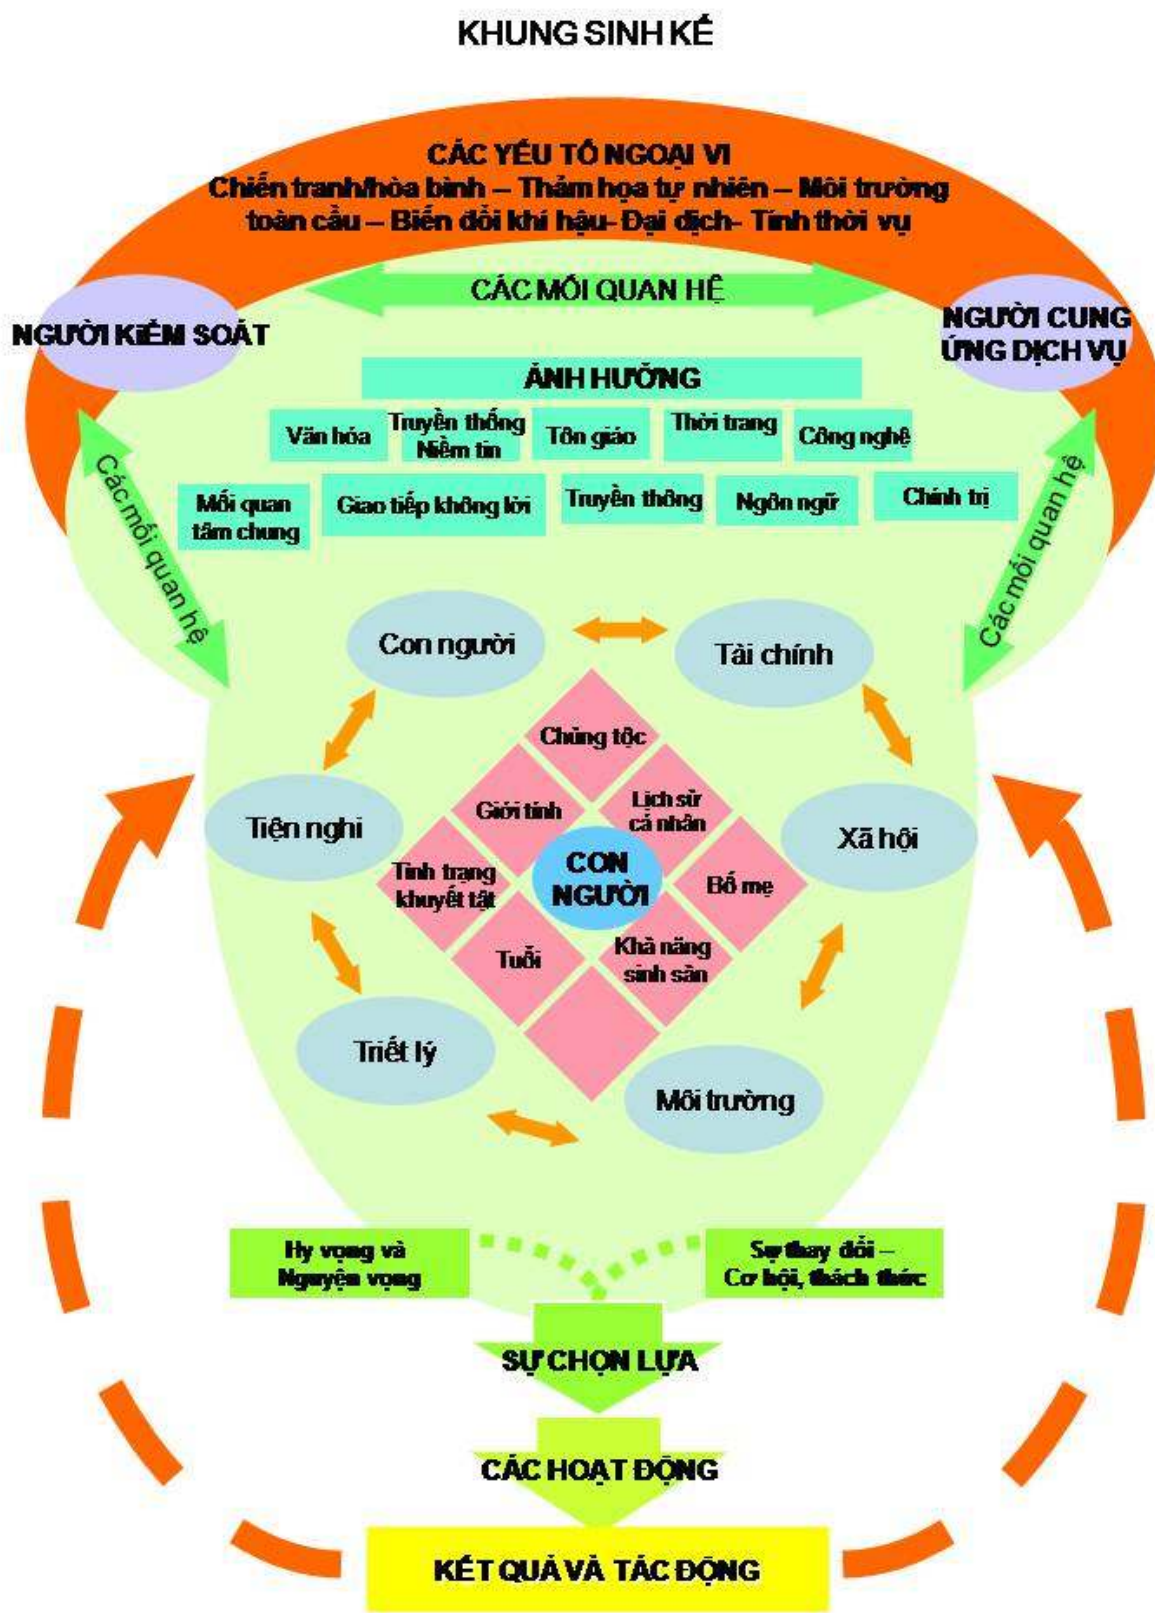 KHUNG SINH KẾ
CÁC YẾU TỐ NGOẠI VI
Chiến tranh/hòa bình – Thảm họa tự nhiên – Môi trường
toàn cầu – Biến đổi khí hậu- Đại dịch- Tính thời vụ
CÁC MỐI QUAN HỆ
NGƯỜI KIỂM SOÁT
NGƯỜI CUNG
ỨNG DỊCH VỤ
ẢNH HƯỞNG
Văn hóa
Truyền thống
Niềm tin
Tôn giáo
Thời trang
Công nghệ
Mối quan
tâm chung
Giao tiếp không lời
Truyền thông
Ngôn ngữ
Chính trị
Các mối quan hệ
Các mối quan hệ
Con người
Tài chính
Chủng tộc
Giới tính
Lịch sử
cá nhân
Tiện nghi
Xã hội
CON
NGƯỜI
Tình trạng
khuyết tật
Bố mẹ
Tuổi
Khả năng
sinh sản
Triết lý
Môi trường
Hy vọng và
Nguyện vọng
Sự thay đổi –
Cơ hội, thách thức
SỰ CHỌN LỰA
CÁC HOẠT ĐỘNG
KẾT QUẢ VÀ TÁC ĐỘNG